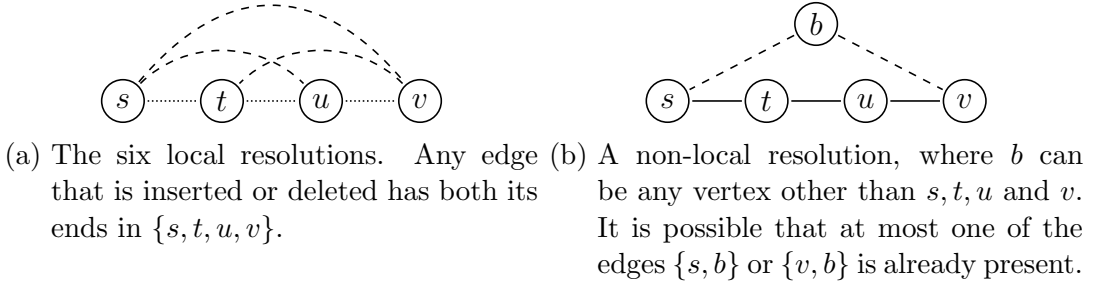 b
s t u v
s t u v
(a) The six local resolutions. Any edge
that is inserted or deleted has both its
ends in {s, t, u, v}.
(b) A non-local resolution, where b can
be any vertex other than s, t, u and v.
It is possible that at most one of the
edges {s, b} or {v, b} is already present.